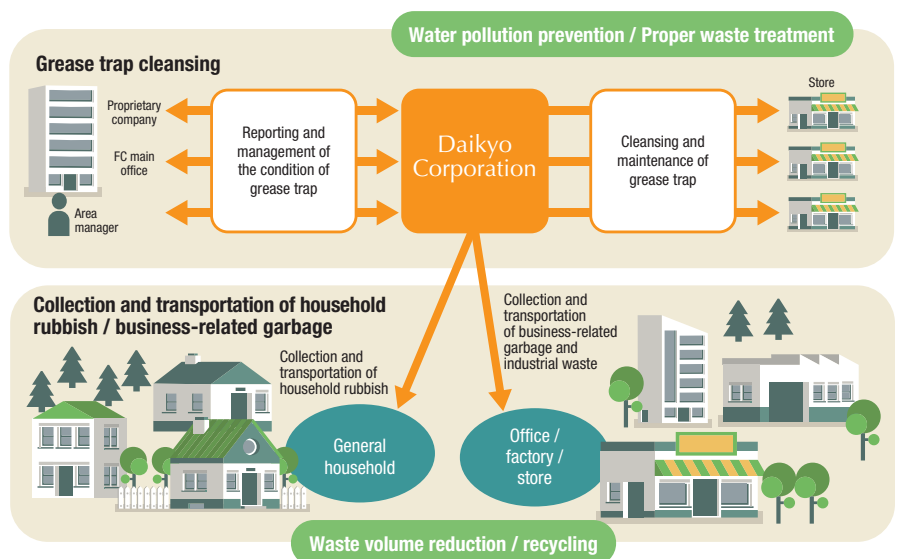 Water pollution prevention / Proper waste treatment
Grease trap cleansing
Proprietary
company
FC main
office
Area
manager
Reporting and
management of
the condition of
grease trap
Daikyo
Corporation
Cleansing and
maintenance of
grease trap
Store
Collection and transportation of household
rubbish / business-related garbage
Collection and
transportation of
household rubbish
Collection and
transportation
of business-related
garbage and
industrial waste
General
household
Office /
factory /
store
Waste volume reduction / recycling